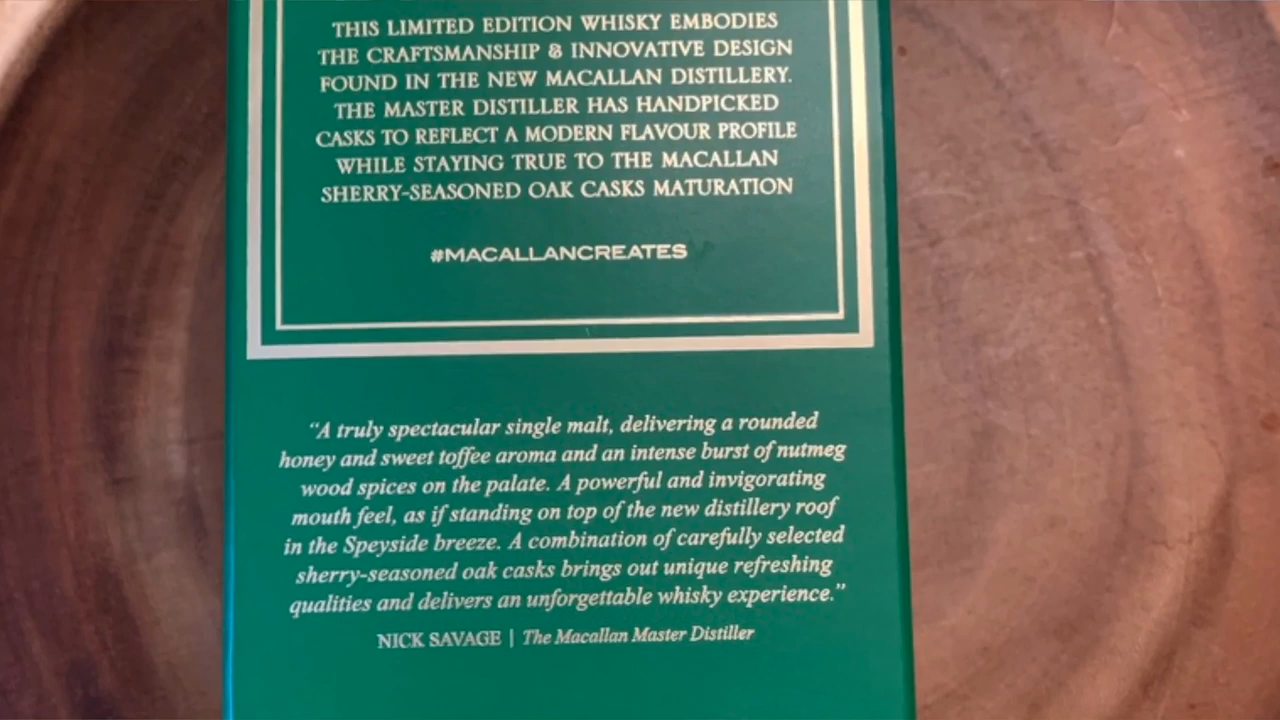 THIS LIMITED EDITION WHISKY EMBODIES
THE CRAFTSMANSHIP & INNOVATIVE DESIGN
FOUND IN THE NEW MACALLAN DISTILLERY.
THE MASTER DISTILLER HAS HANDPICKED
CASKS TO REFLECT A MODERN FLAVOUR PROFILE
WHILE STAYING TRUE TO THE MACALLAN
SHERRY-SEASONED OAK CASKS MATURATION
#MACALLANCREATES
“A truly spectacular single malt, delivering a rounded
honey and sweet toffee aroma and an intense burst of nutmeg
wood spices on the palate. A powerful and invigorating
mouth feel, as if standing on top of the new distillery roof
in the Speyside breeze. A combination of carefully selected
sherry-seasoned oak casks brings out unique refreshing
qualities and delivers an unforgettable whisky experience.”
NICK SAVAGE | The Macallan Master Distiller